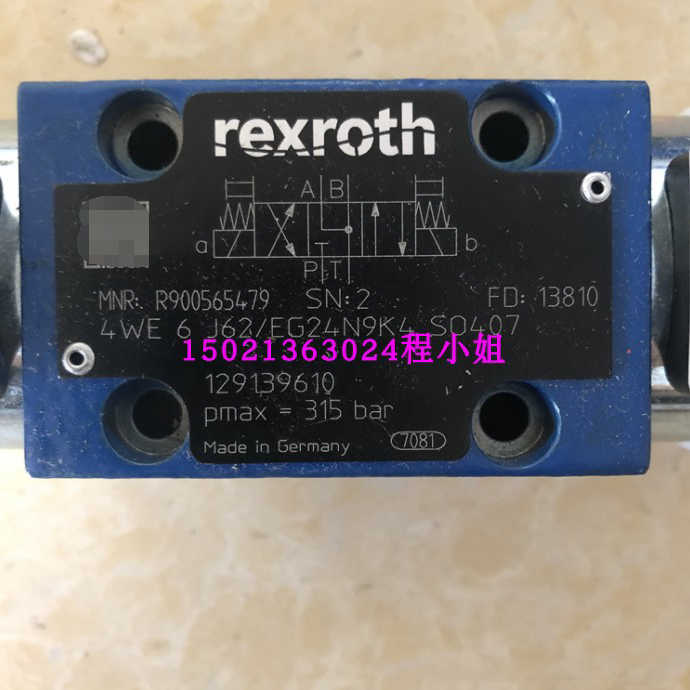 rexroth
A B
a b
P T
MNR: R900565479 SN: 2 FD: 13810
4WE 6 J62/EG24N9K4 SO407
15021363024程小姐
129139610
pmax = 315 bar
Made in Germany 7081